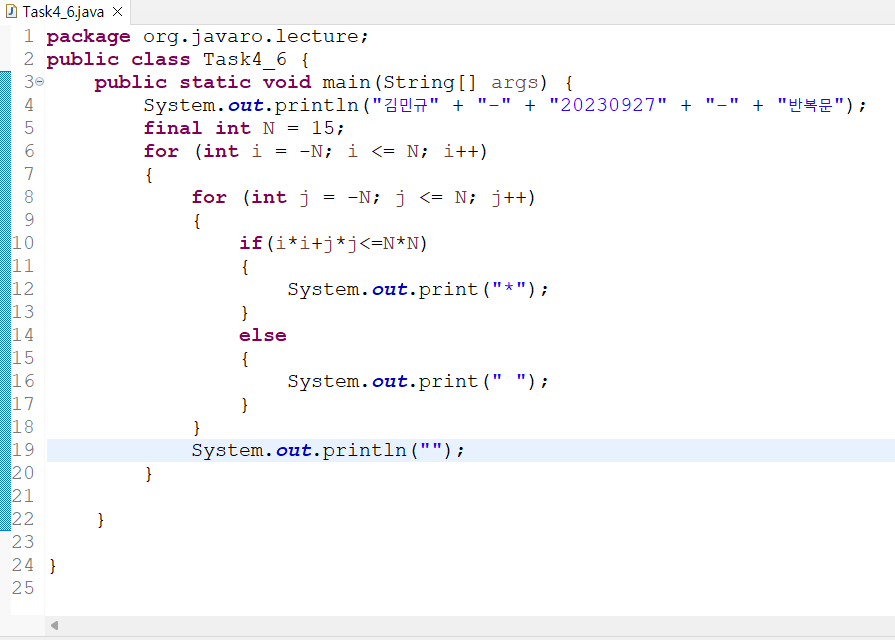 Task4_6.java
1 package org.javaro.lecture;
2 public class Task4_6 {
3     public static void main(String[] args) {
4         System.out.println("김민규" + "-" + "20230927" + "-" + "반복문");
5         final int N = 15;
6         for (int i = -N; i <= N; i++)
7         {
8             for (int j = -N; j <= N; j++)
9             {
10                 if(i*i+j*j<=N*N)
11                 {
12                     System.out.print("*");
13                 }
14                 else
15                 {
16                     System.out.print(" ");
17                 }
18             }
19             System.out.println("");
20         }
21
22     }
23
24 }
25